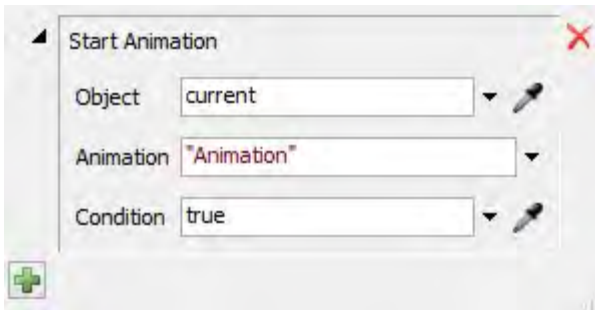 Start Animation
Object current
Animation "Animation"
Condition true